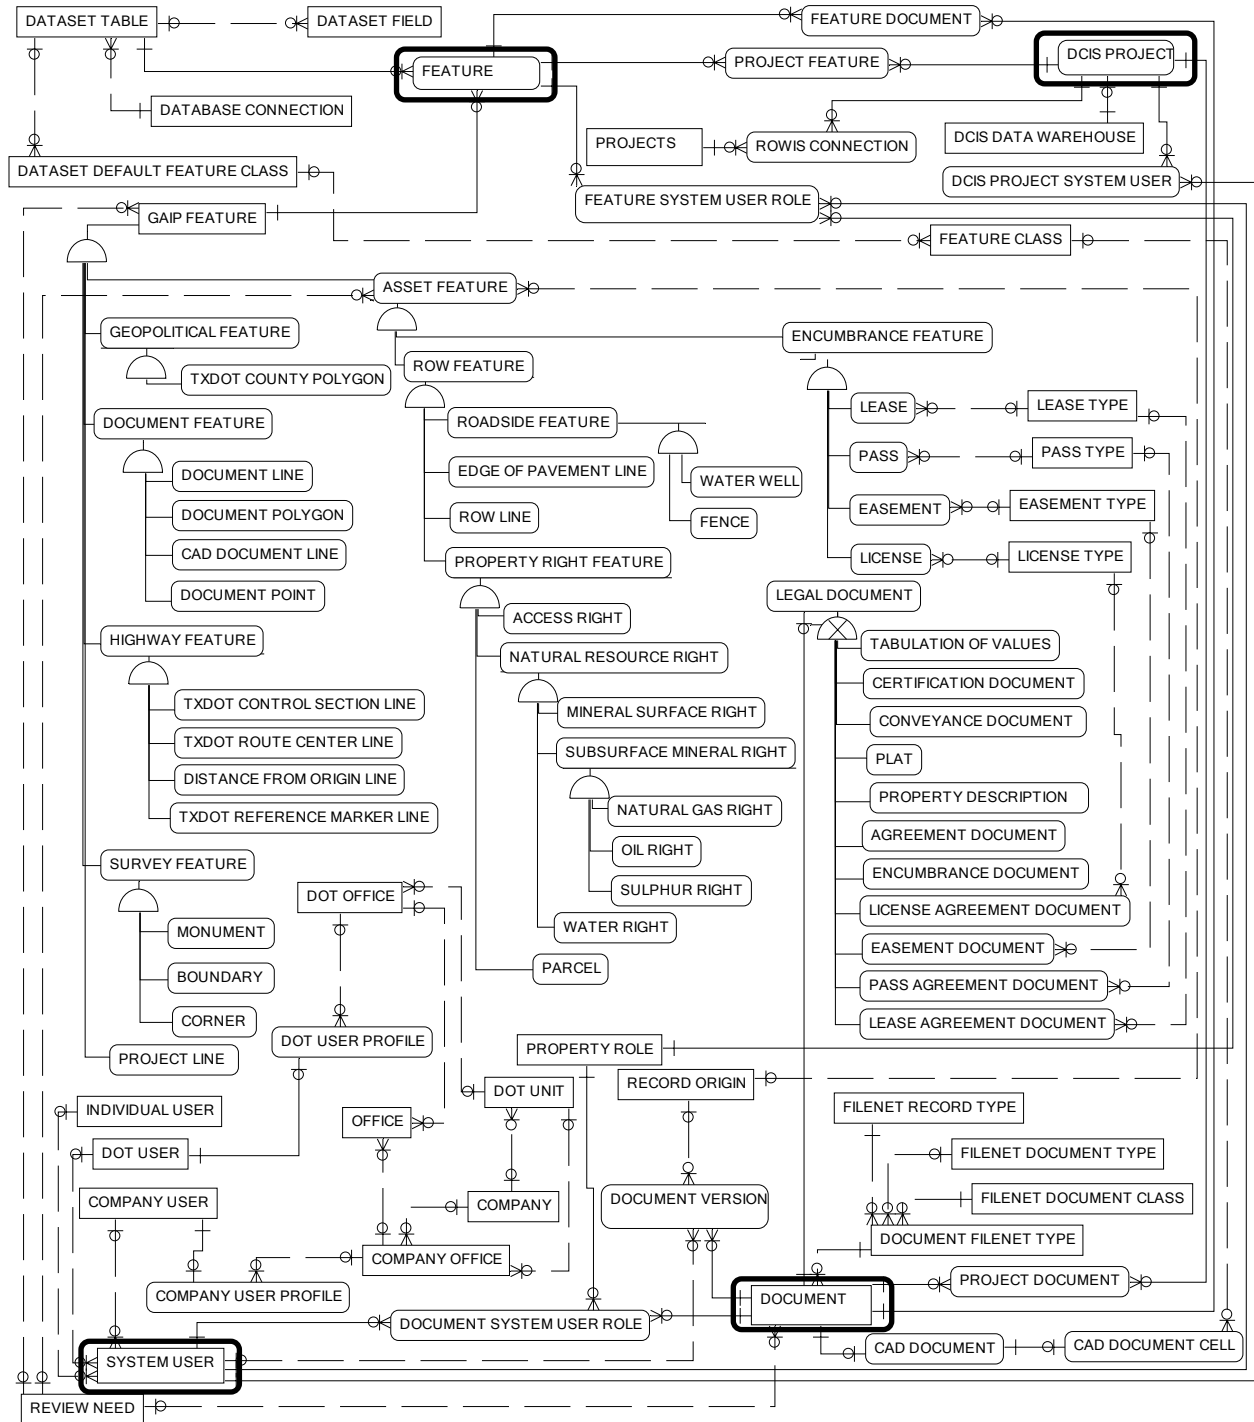 DATASET TABLE
DATASET FIELD
FEATURE DOCUMENT
FEATURE
PROJECT FEATURE
DCIS PROJECT
DATABASE CONNECTION
PROJECTS
ROWIS CONNECTION
DCIS DATA WAREHOUSE
DATASET DEFAULT FEATURE CLASS
DCIS PROJECT SYSTEM USER
FEATURE SYSTEM USER ROLE
GAIP FEATURE
FEATURE CLASS
ASSET FEATURE
GEOPOLITICAL FEATURE
ENCUMBRANCE FEATURE
ROW FEATURE
TXDOT COUNTY POLYGON
LEASE
LEASE TYPE
DOCUMENT FEATURE
ROADSIDE FEATURE
PASS
PASS TYPE
DOCUMENT LINE
EDGE OF PAVEMENT LINE
WATER WELL
DOCUMENT POLYGON
ROW LINE
FENCE
EASEMENT
EASEMENT TYPE
CAD DOCUMENT LINE
PROPERTY RIGHT FEATURE
LICENSE
LICENSE TYPE
DOCUMENT POINT
LEGAL DOCUMENT
ACCESS RIGHT
HIGHWAY FEATURE
NATURAL RESOURCE RIGHT
TABULATION OF VALUES
CERTIFICATION DOCUMENT
TXDOT CONTROL SECTION LINE
MINERAL SURFACE RIGHT
CONVEYANCE DOCUMENT
TXDOT ROUTE CENTER LINE
SUBSURFACE MINERAL RIGHT
PLAT
DISTANCE FROM ORIGIN LINE
PROPERTY DESCRIPTION
TXDOT REFERENCE MARKER LINE
NATURAL GAS RIGHT
AGREEMENT DOCUMENT
SURVEY FEATURE
OIL RIGHT
ENCUMBRANCE DOCUMENT
DOT OFFICE
SULPHUR RIGHT
LICENSE AGREEMENT DOCUMENT
MONUMENT
WATER RIGHT
EASEMENT DOCUMENT
BOUNDARY
PARCEL
PASS AGREEMENT DOCUMENT
CORNER
LEASE AGREEMENT DOCUMENT
DOT USER PROFILE
PROPERTY ROLE
PROJECT LINE
RECORD ORIGIN
DOT UNIT
INDIVIDUAL USER
OFFICE
FILENET RECORD TYPE
DOT USER
FILENET DOCUMENT TYPE
COMPANY USER
COMPANY
DOCUMENT VERSION
FILENET DOCUMENT CLASS
COMPANY OFFICE
DOCUMENT FILENET TYPE
COMPANY USER PROFILE
DOCUMENT
PROJECT DOCUMENT
DOCUMENT SYSTEM USER ROLE
SYSTEM USER
CAD DOCUMENT
CAD DOCUMENT CELL
REVIEW NEED